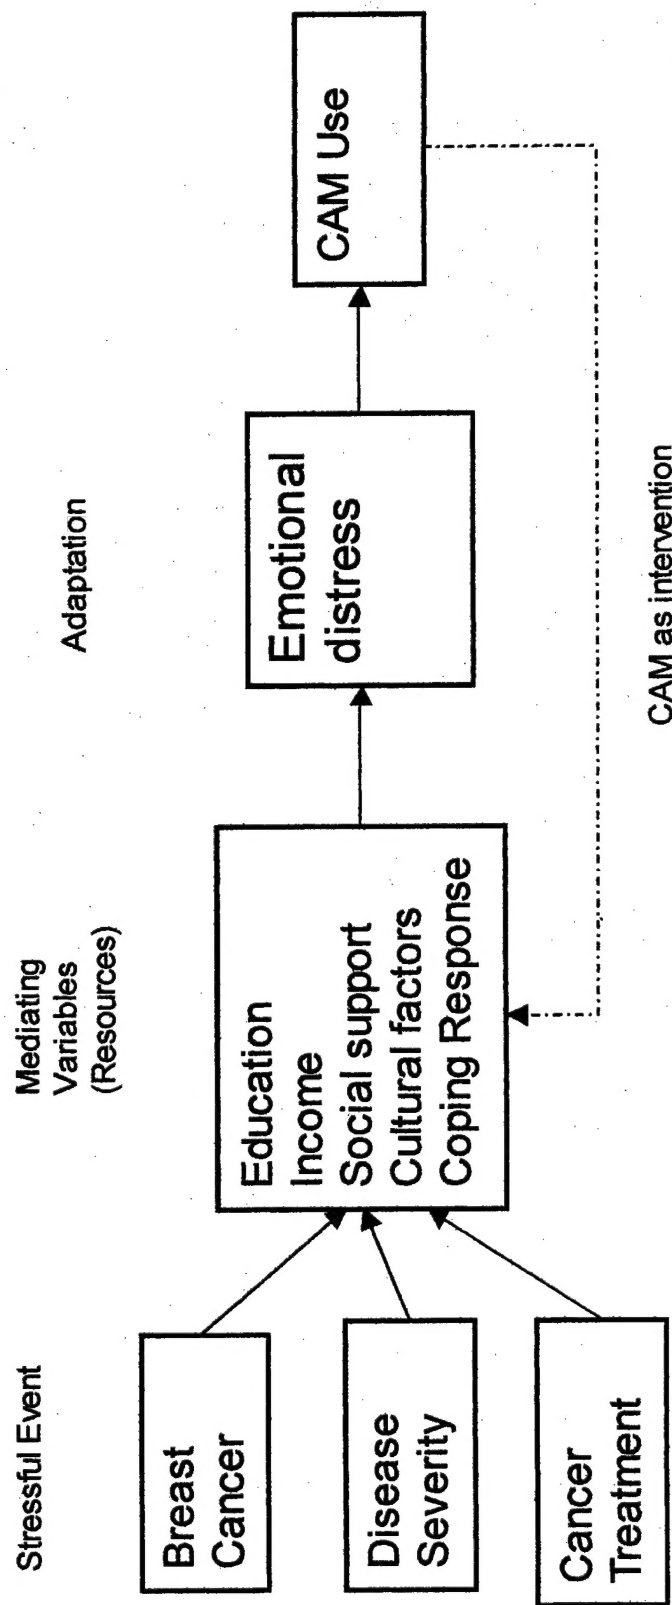 Stressful Event
Mediating
Variables
(Resources)
Adaptation
Breast
Cancer
Disease
Severity
Cancer
Treatment
Education
Income
Social support
Cultural factors
Coping Response
Emotional
distress
CAM Use
CAM as intervention